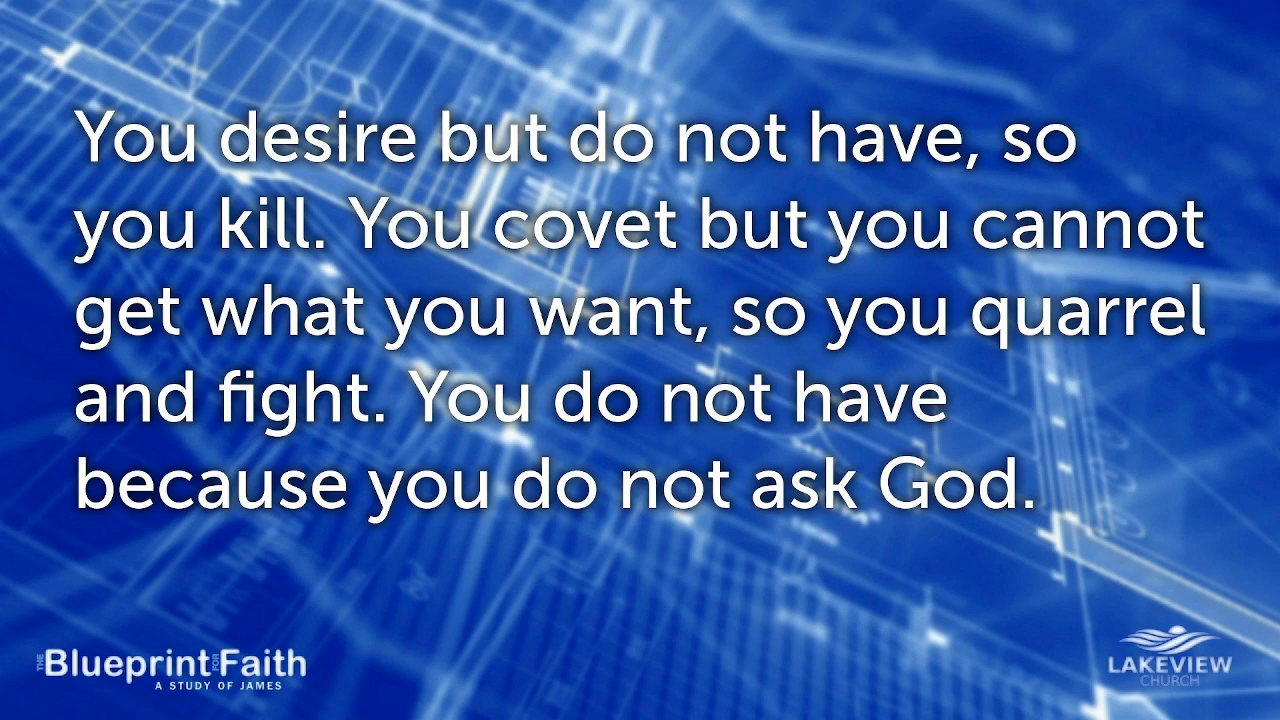 You desire but do not have, so
you kill. You covet but you cannot
get what you want, so you quarrel
and fight. You do not have
because you do not ask God.
THE Blueprint FOR Faith
A STUDY OF JAMES
LAKEVIEW
CHURCH